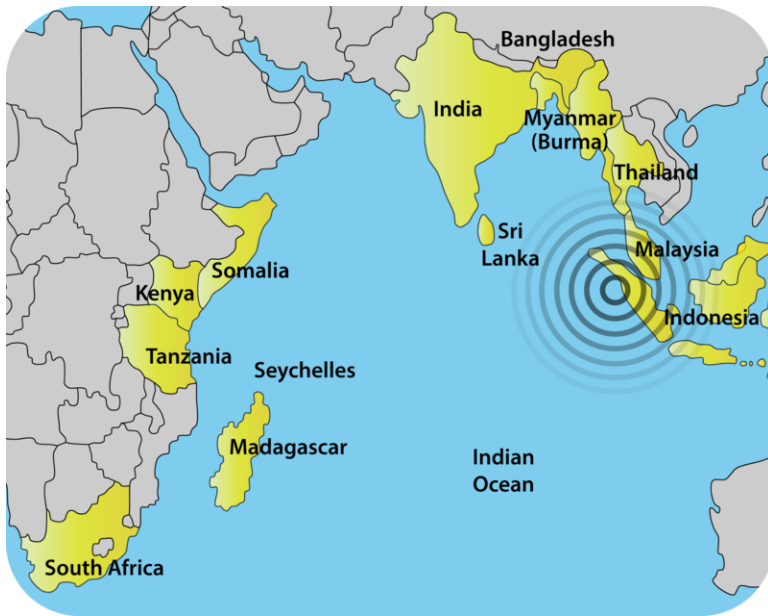 Bangladesh
India
Myanmar
(Burma)
Thailand
Sri
Lanka
Malaysia
Somalia
Kenya
Indonesia
Tanzania
Seychelles
Madagascar
Indian
Ocean
South Africa